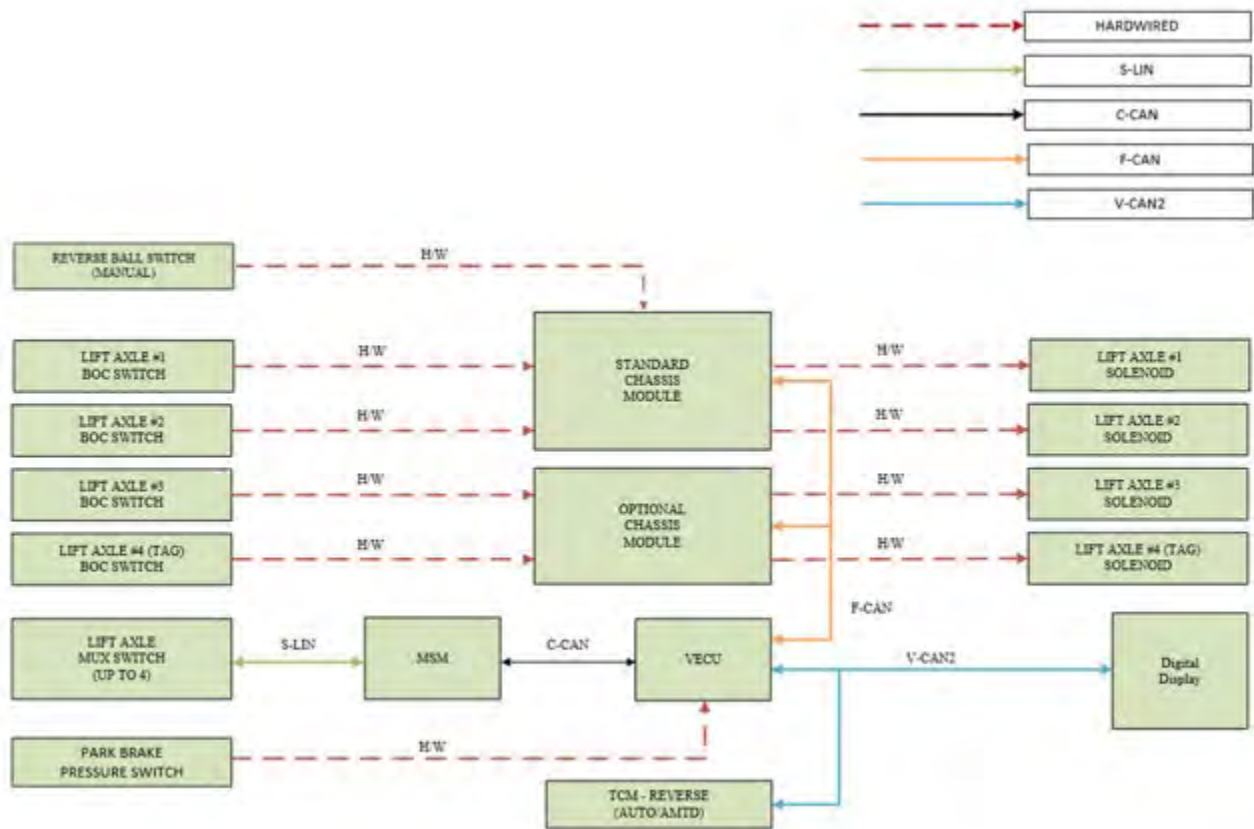 HARDWIRED
S-LIN
C-CAN
F-CAN
V-CAN2
REVERSE BALL SWITCH
(MANUAL)
H/W
LIFT AXLE #1
BOC SWITCH
H/W
STANDARD
CHASSIS
MODULE
H/W
LIFT AXLE #1
SOLENOID
LIFT AXLE #2
BOC SWITCH
H/W
H/W
LIFT AXLE #2
SOLENOID
LIFT AXLE #3
BOC SWITCH
H/W
OPTIONAL
CHASSIS
MODULE
H/W
LIFT AXLE #3
SOLENOID
LIFT AXLE #4 (TAG)
BOC SWITCH
H/W
H/W
LIFT AXLE #4 (TAG)
SOLENOID
F-CAN
LIFT AXLE
MUX SWITCH
(UP TO 4)
S-LIN
MSM
C-CAN
VECU
V-CAN2
Digital
Display
PARK BRAKE
PRESSURE SWITCH
H/W
TCM - REVERSE
(AUTO/AMTD)